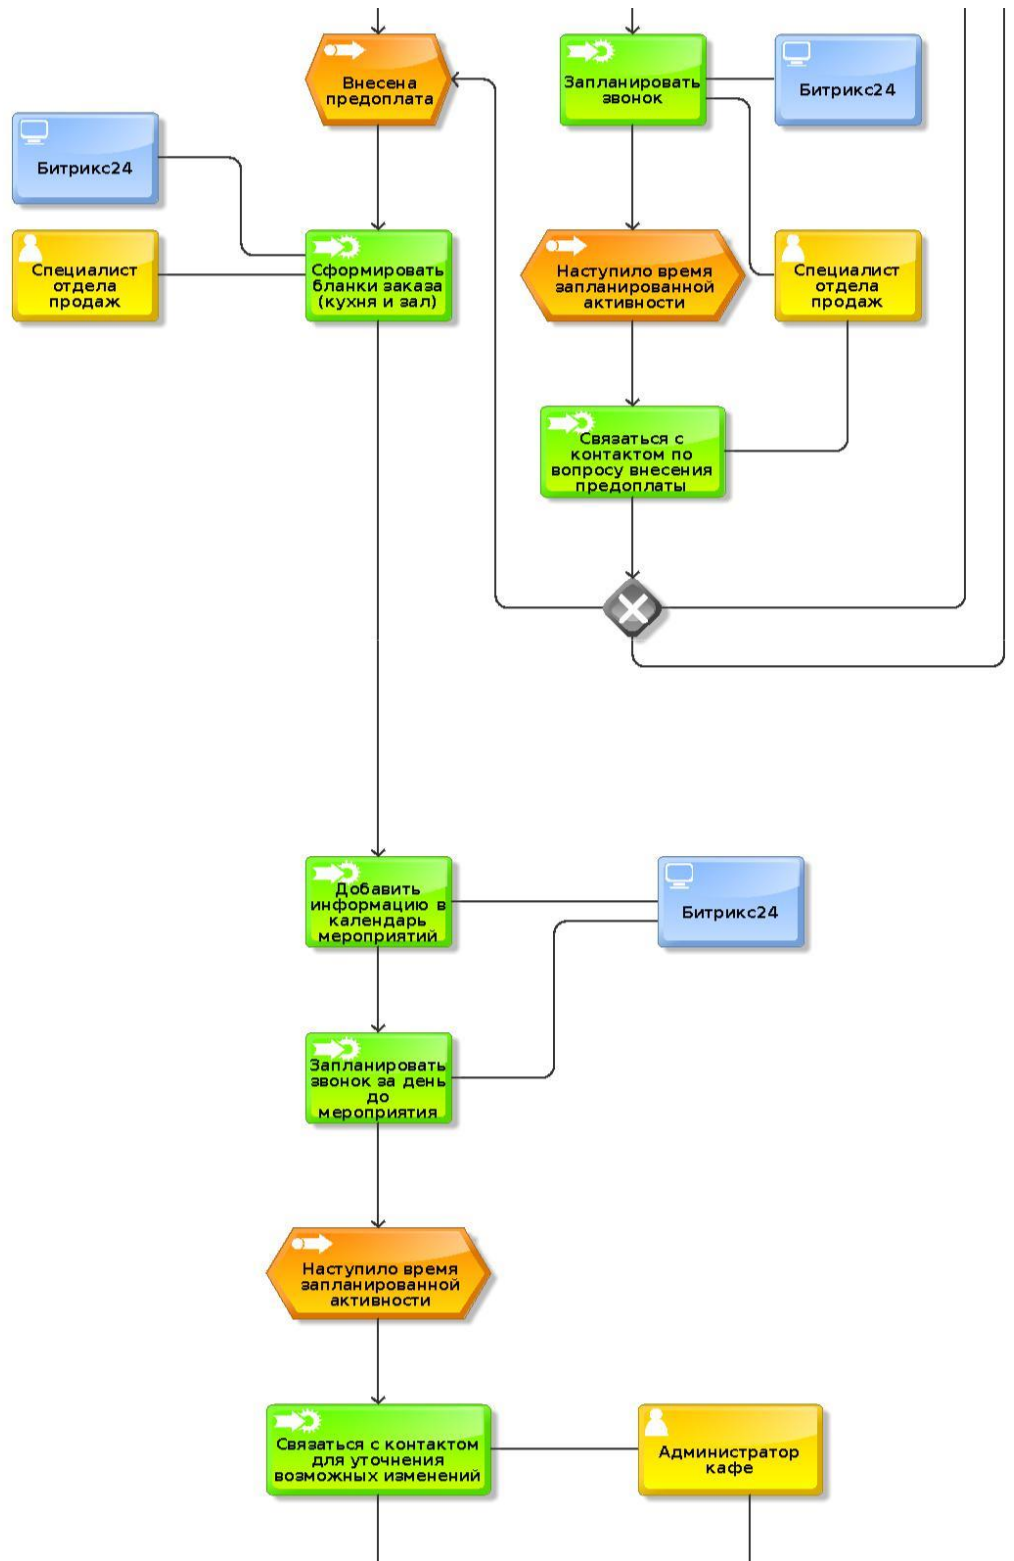 Внесена
предоплата
Запланировать
звонок
Битрикс24
Битрикс24
Специалист
отдела
продаж
Сформировать
бланки заказа
(кухня и зал)
Наступило время
запланированной
активности
Специалист
отдела
продаж
Связаться с
контактом по
вопросу внесения
предоплаты
Добавить
информацию в
календарь
мероприятий
Битрикс24
Запланировать
звонок за день
до
мероприятия
Наступило время
запланированной
активности
Связаться с контактом
для уточнения
возможных изменений
Администратор
кафе